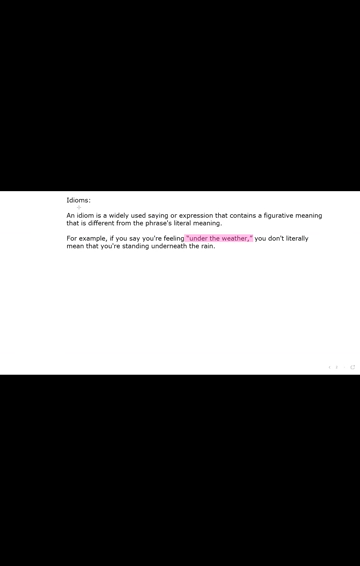 Idioms:
An idiom is a widely used saying or expression that contains a figurative meaning
that is different from the phrase's literal meaning.
For example, if you say you're feeling "under the weather," you don't literally
mean that you're standing underneath the rain.